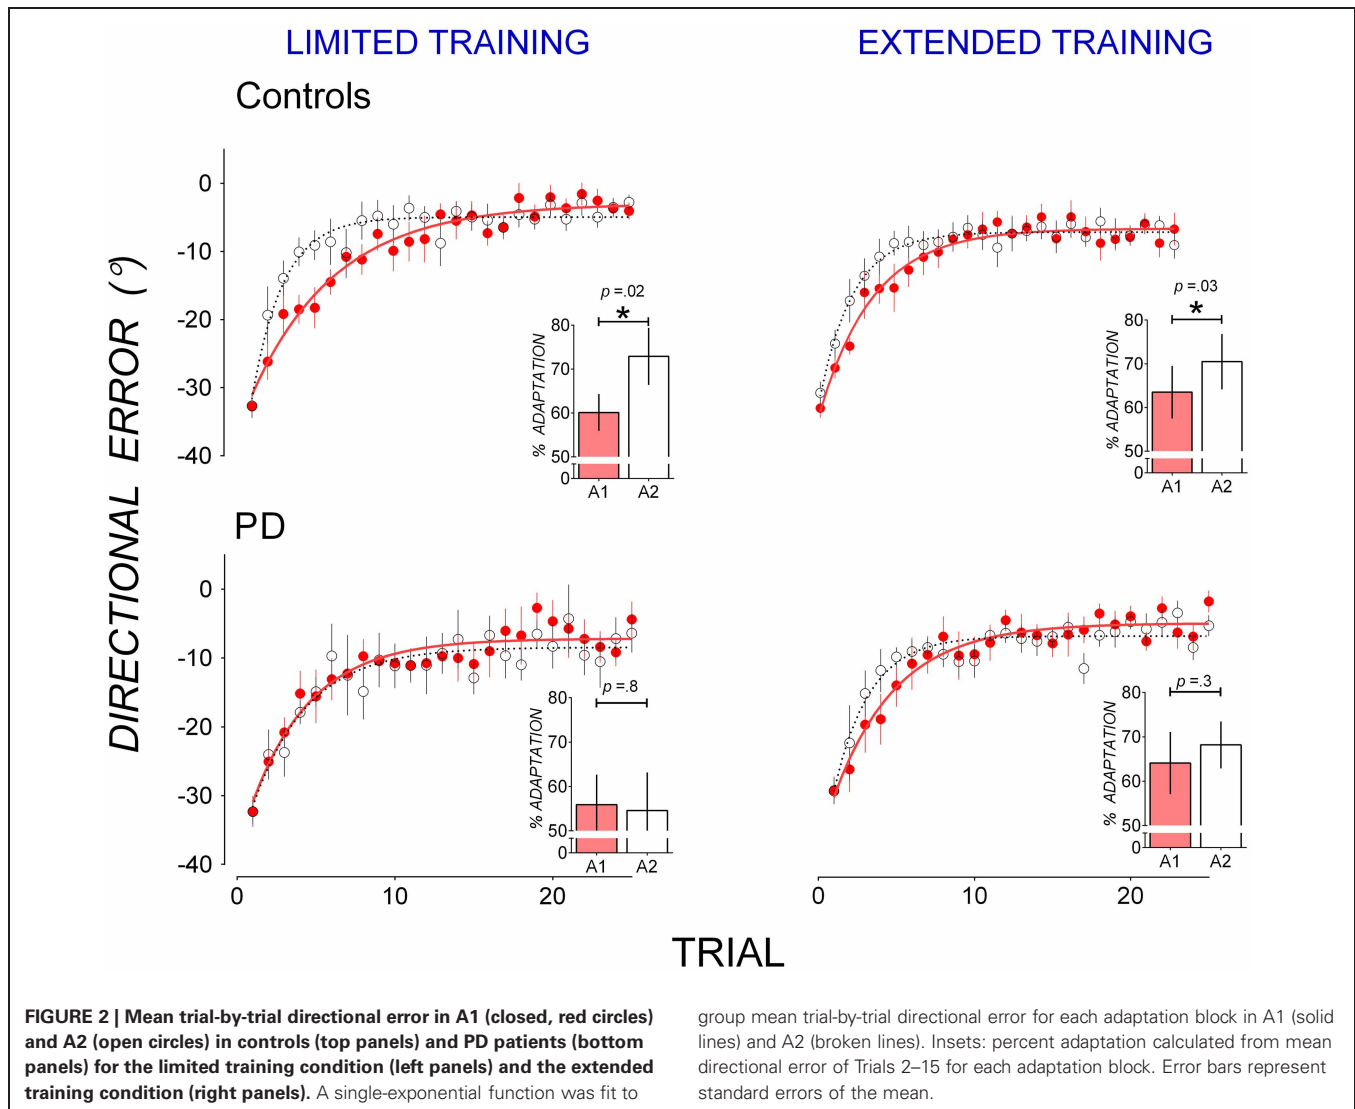 LIMITED TRAINING
EXTENDED TRAINING
Controls
DIRECTIONAL ERROR (°)
0
-10
-20
-30
-40
p =.02
*
80
70
60
50
0
% ADAPTATION
A1
A2
p =.03
*
80
70
60
50
0
% ADAPTATION
A1
A2
PD
0
-10
-20
-30
-40
p =.8
80
70
60
50
0
% ADAPTATION
A1
A2
p =.3
80
70
60
50
0
% ADAPTATION
A1
A2
0
10
20
0
10
20
TRIAL
FIGURE 2 | Mean trial-by-trial directional error in A1 (closed, red circles)
and A2 (open circles) in controls (top panels) and PD patients (bottom
panels) for the limited training condition (left panels) and the extended
training condition (right panels). A single-exponential function was fit to
group mean trial-by-trial directional error for each adaptation block in A1 (solid
lines) and A2 (broken lines). Insets: percent adaptation calculated from mean
directional error of Trials 2–15 for each adaptation block. Error bars represent
standard errors of the mean.